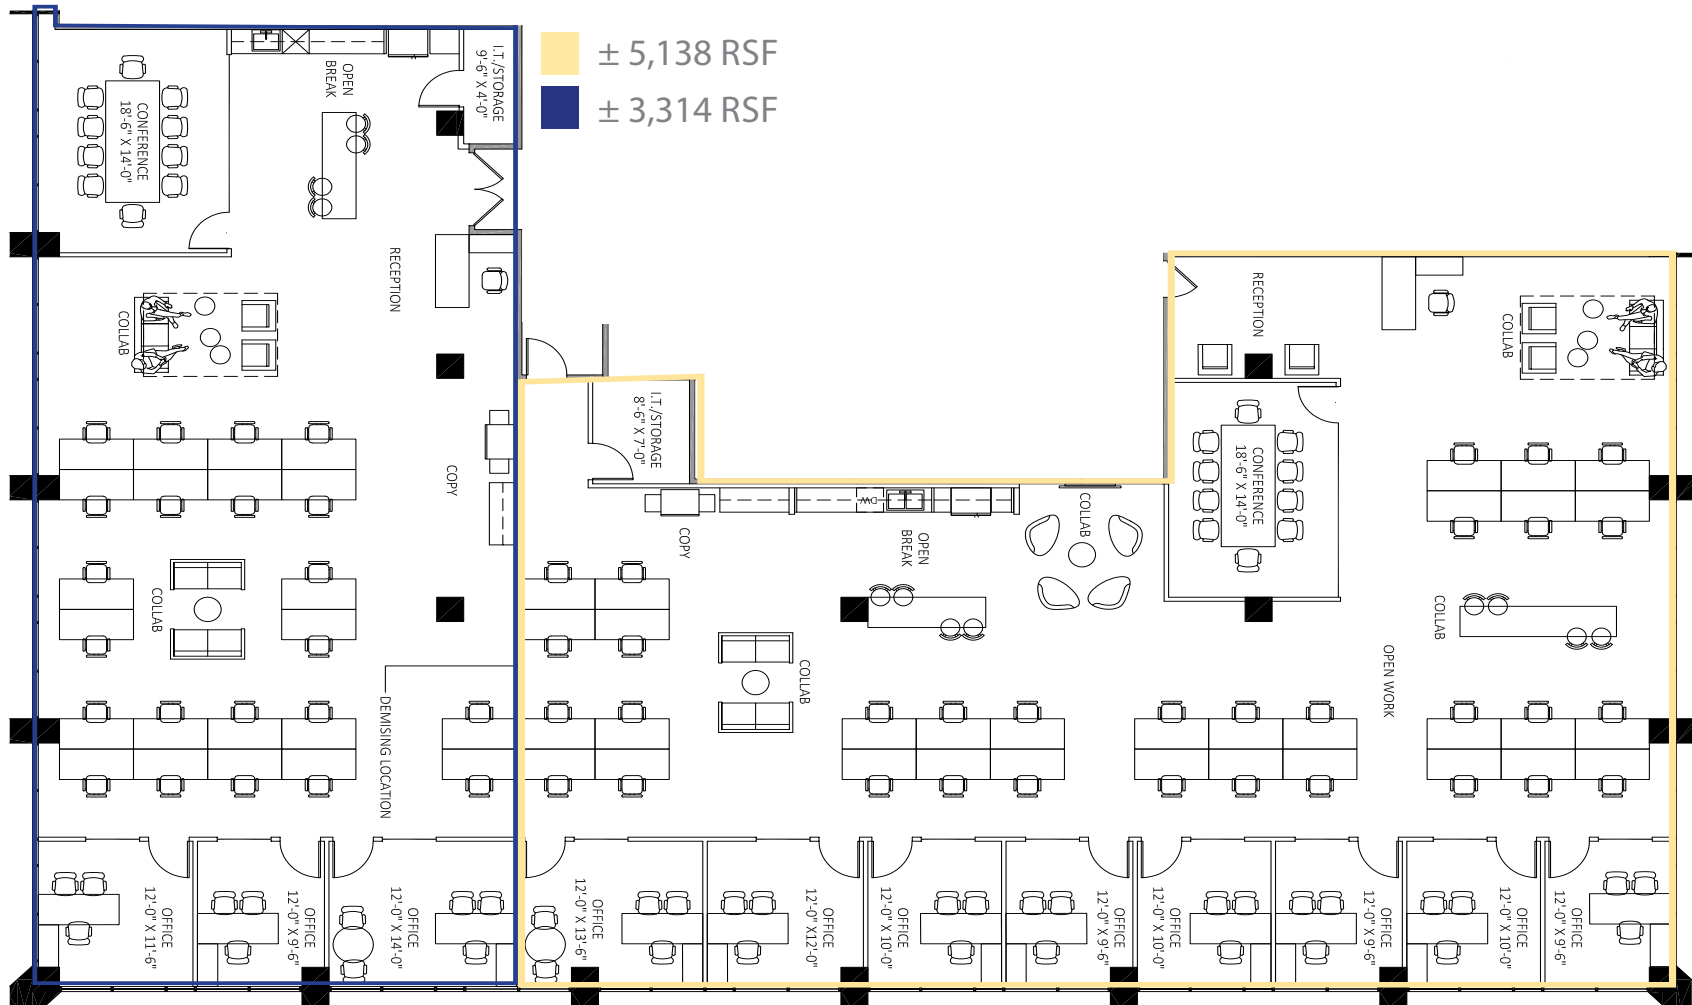 ± 5,138 RSF
± 3,314 RSF
I.T./STORAGE
9'-6" X 4'-0"
OPEN
BREAK
CONFERENCE
18'-6" X 14'-0"
RECEPTION
COLLAB
COPY
COLLAB
DEMISING LOCATION
OFFICE
12'-0" X 11'-6"
OFFICE
12'-0" X 9'-6"
OFFICE
12'-0" X 14'-0"
I.T./STORAGE
8'-6" X 7'-0"
COPY
DW
OPEN
BREAK
COLLAB
COLLAB
RECEPTION
COLLAB
CONFERENCE
18'-6" X 14'-0"
COLLAB
OPEN WORK
OFFICE
12'-0" X 13'-6"
OFFICE
12'-0" X12'-0"
OFFICE
12'-0" X 10'-0"
OFFICE
12'-0" X 9'-6"
OFFICE
12'-0" X 10'-0"
OFFICE
12'-0" X 9'-6"
OFFICE
12'-0" X 10'-0"
OFFICE
12'-0" X 9'-6"